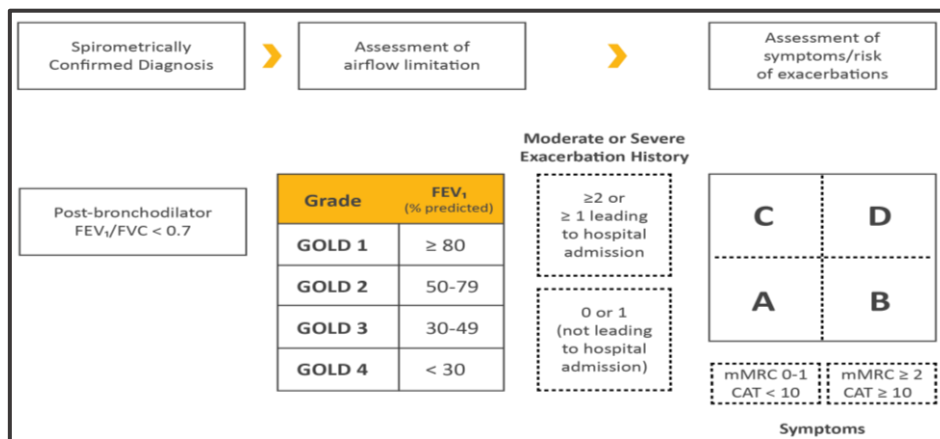 Spirometrically
Confirmed Diagnosis
Assessment of
airflow limitation
Assessment of
symptoms/risk
of exacerbations
Post-bronchodilator
FEV₁/FVC < 0.7
Grade
FEV₁
(% predicted)
GOLD 1
≥ 80
GOLD 2
50-79
GOLD 3
30-49
GOLD 4
< 30
Moderate or Severe
Exacerbation History
≥2 or
≥ 1 leading
to hospital
admission
0 or 1
(not leading
to hospital
admission)
C
D
A
B
mMRC 0-1
CAT < 10
mMRC ≥ 2
CAT ≥ 10
Symptoms